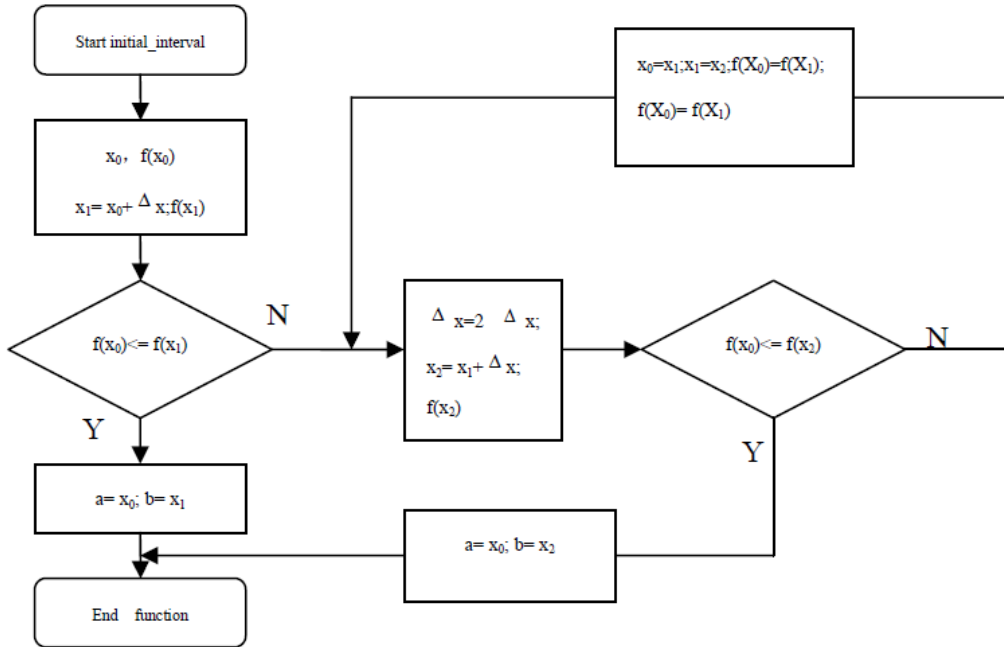 Start initial_interval
x₀, f(x₀)
x₁= x₀+ Δ x;f(x₁)
f(x₀)<= f(x₁)
N
Y
a= x₀; b= x₁
End function
x₀=x₁;x₁=x₂;f(X₀)=f(X₁);
f(X₀)= f(X₁)
Δ x=2 Δ x;
x₂= x₁+ Δ x;
f(x₂)
f(x₀)<= f(x₂)
N
Y
a= x₀; b= x₂